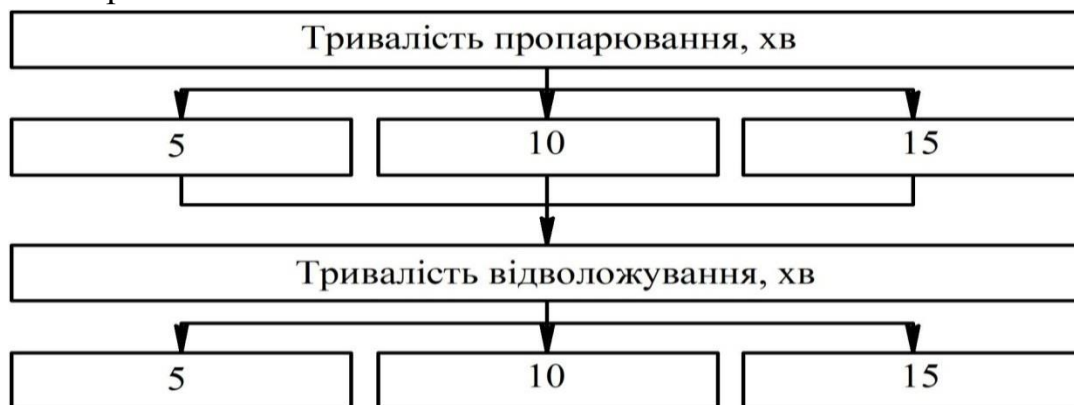 Тривалість пропарювання, хв
5 10 15
Тривалість відволожування, хв
5 10 15